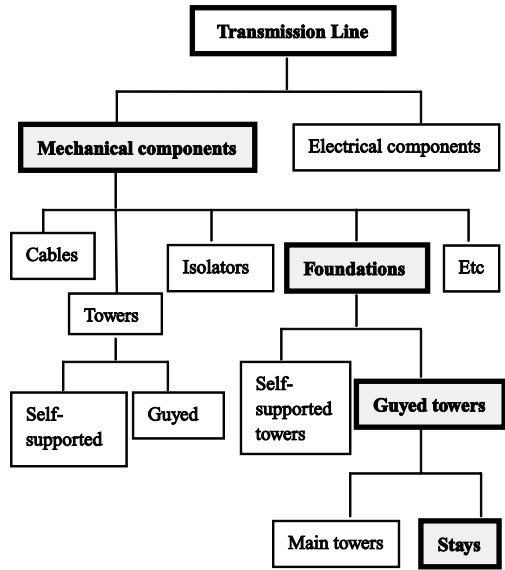 Transmission Line
Mechanical components
Electrical components
Cables
Isolators
Foundations
Etc
Towers
Self-
supported
Guyed
Self-
supported
towers
Guyed towers
Main towers
Stays